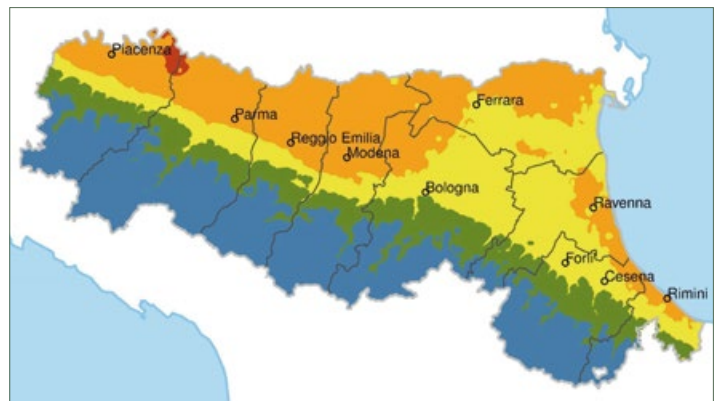 Piacenza
Parma
Reggio Emilia
Modena
Ferrara
Bologna
Ravenna
Forlì
Cesena
Rimini